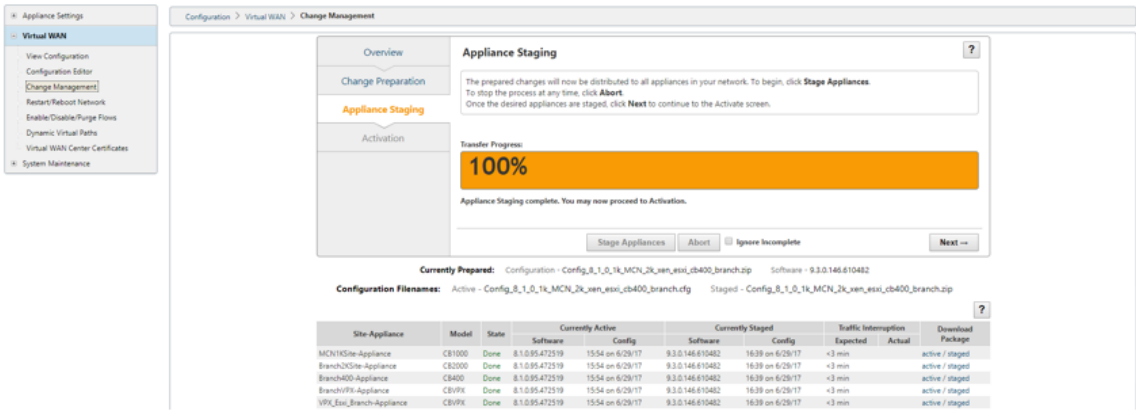 Appliance Settings
Virtual WAN
View Configuration
Configuration Editor
Change Management
Restart/Reboot Network
Enable/Disable/Purge Flows
Dynamic Virtual Paths
Virtual WAN Center Certificates
System Maintenance
Configuration > Virtual WAN > Change Management
Overview
Change Preparation
Appliance Staging
Activation
Appliance Staging
?
The prepared changes will now be distributed to all appliances in your network. To begin, click Stage Appliances.
To stop the process at any time, click Abort.
Once the desired appliances are staged, click Next to continue to the Activate screen.
Transfer Progress:
100%
Appliance Staging complete. You may now proceed to Activation.
Stage Appliances Abort Ignore Incomplete Next →
Currently Prepared: Configuration - Config_8_1_0_1k_MCN_2k_xen_esxi_cb400_branch.zip Software - 9.3.0.146.610482
Configuration Filenames: Active - Config_8_1_0_1k_MCN_2k_xen_esxi_cb400_branch.cfg Staged - Config_8_1_0_1k_MCN_2k_xen_esxi_cb400_branch.zip
?
Site-Appliance Model State Currently Active Currently Staged Traffic Interruption Download Package
Software Config Software Config Expected Actual
MCN1KSite-Appliance CB1000 Done 8.1.0.95.472519 15:54 on 6/29/17 9.3.0.146.610482 16:39 on 6/29/17 <3 min active / staged
Branch2KSite-Appliance CB2000 Done 8.1.0.95.472519 15:54 on 6/29/17 9.3.0.146.610482 16:39 on 6/29/17 <3 min active / staged
Branch400-Appliance CB400 Done 8.1.0.95.472519 15:54 on 6/29/17 9.3.0.146.610482 16:39 on 6/29/17 <3 min active / staged
BranchVPX-Appliance CBVPX Done 8.1.0.95.472519 15:54 on 6/29/17 9.3.0.146.610482 16:39 on 6/29/17 <3 min active / staged
VPX_Esxi_Branch-Appliance CBVPX Done 8.1.0.95.472519 15:54 on 6/29/17 9.3.0.146.610482 16:39 on 6/29/17 <3 min active / staged